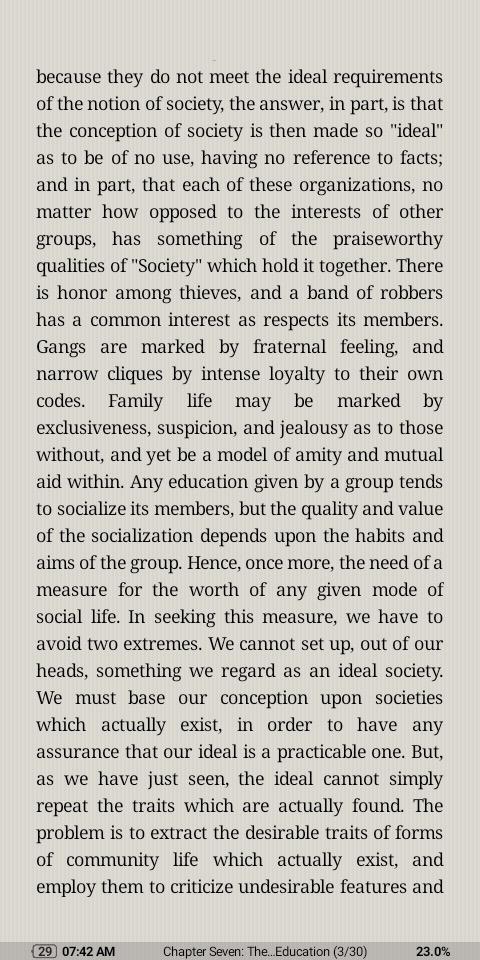 because they do not meet the ideal requirements
of the notion of society, the answer, in part, is that
the conception of society is then made so "ideal"
as to be of no use, having no reference to facts;
and in part, that each of these organizations, no
matter how opposed to the interests of other
groups, has something of the praiseworthy
qualities of "Society" which hold it together. There
is honor among thieves, and a band of robbers
has a common interest as respects its members.
Gangs are marked by fraternal feeling, and
narrow cliques by intense loyalty to their own
codes. Family life may be marked by
exclusiveness, suspicion, and jealousy as to those
without, and yet be a model of amity and mutual
aid within. Any education given by a group tends
to socialize its members, but the quality and value
of the socialization depends upon the habits and
aims of the group. Hence, once more, the need of a
measure for the worth of any given mode of
social life. In seeking this measure, we have to
avoid two extremes. We cannot set up, out of our
heads, something we regard as an ideal society.
We must base our conception upon societies
which actually exist, in order to have any
assurance that our ideal is a practicable one. But,
as we have just seen, the ideal cannot simply
repeat the traits which are actually found. The
problem is to extract the desirable traits of forms
of community life which actually exist, and
employ them to criticize undesirable features and
29 07:42 AM Chapter Seven: The...Education (3/30) 23.0%